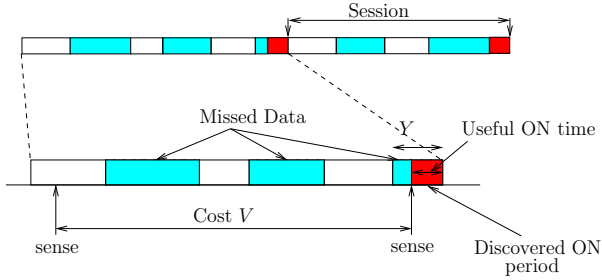 Session
Missed Data
Y
Useful ON time
Cost V
sense
sense
Discovered ON
period